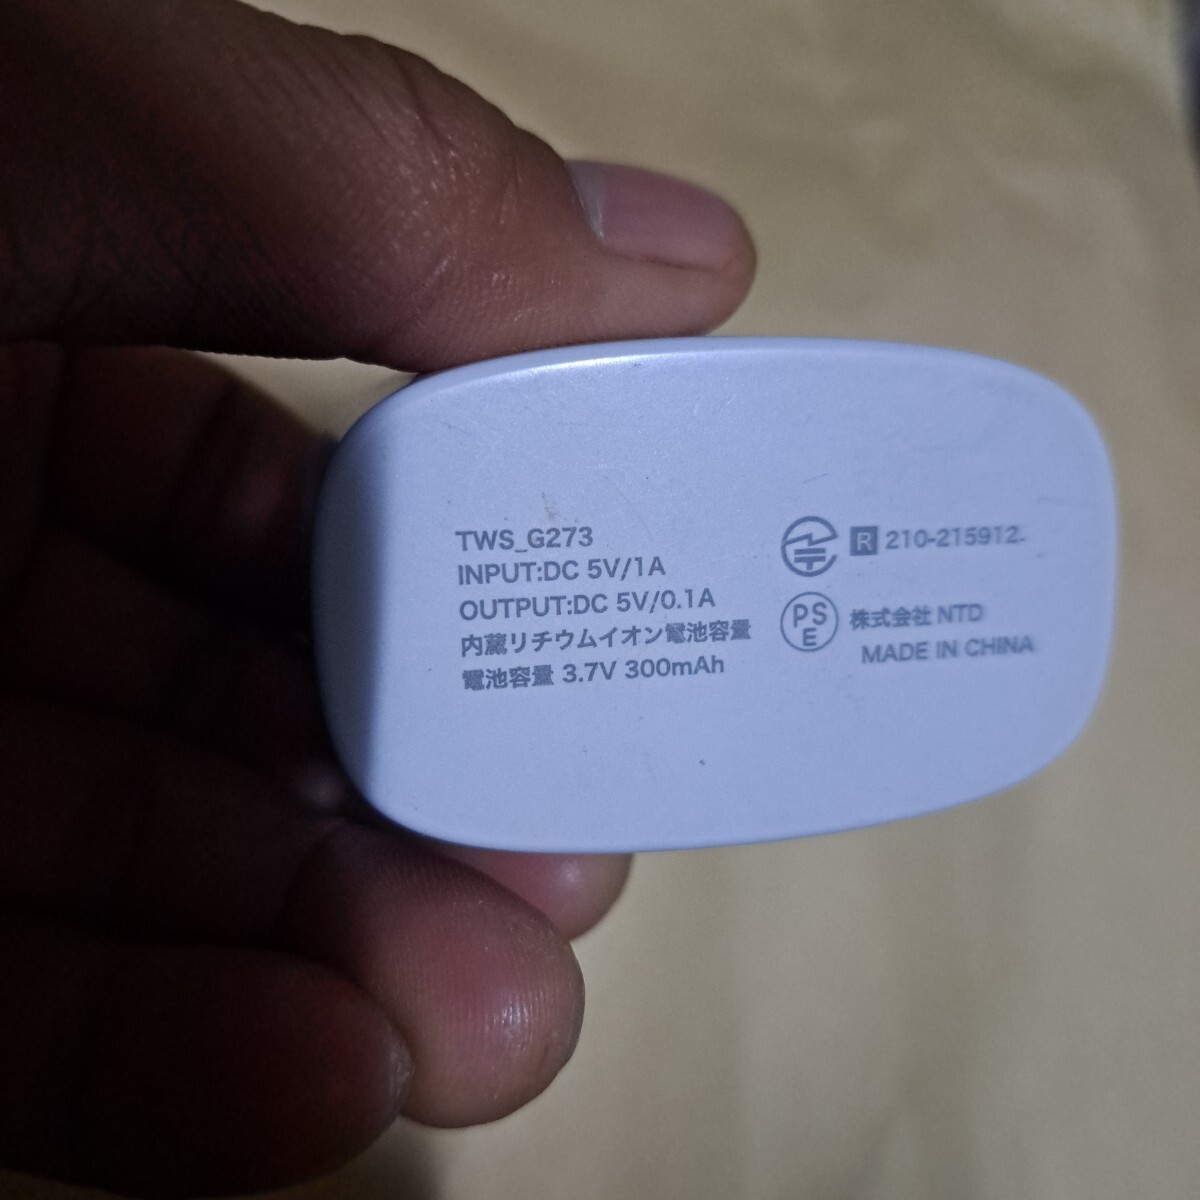 TWS_G273
INPUT:DC 5V/1A
OUTPUT:DC 5V/0.1A
内蔵リチウムイオン電池容量
電池容量 3.7V 300mAh
R 210-215912
PSE
株式会社 NTD
MADE IN CHINA